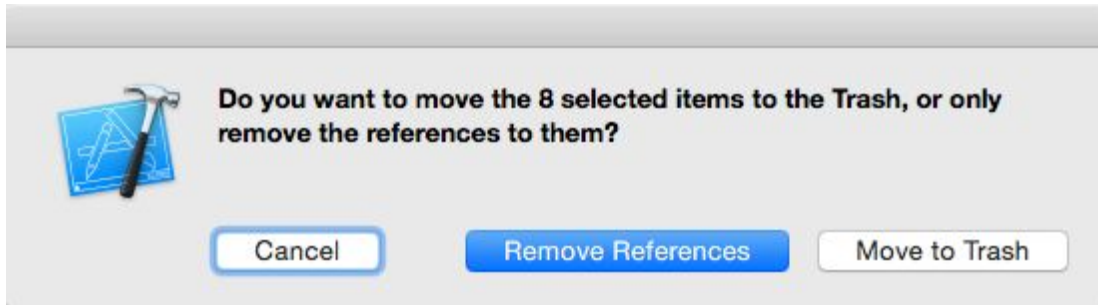 Do you want to move the 8 selected items to the Trash, or only
remove the references to them?
Cancel
Remove References
Move to Trash